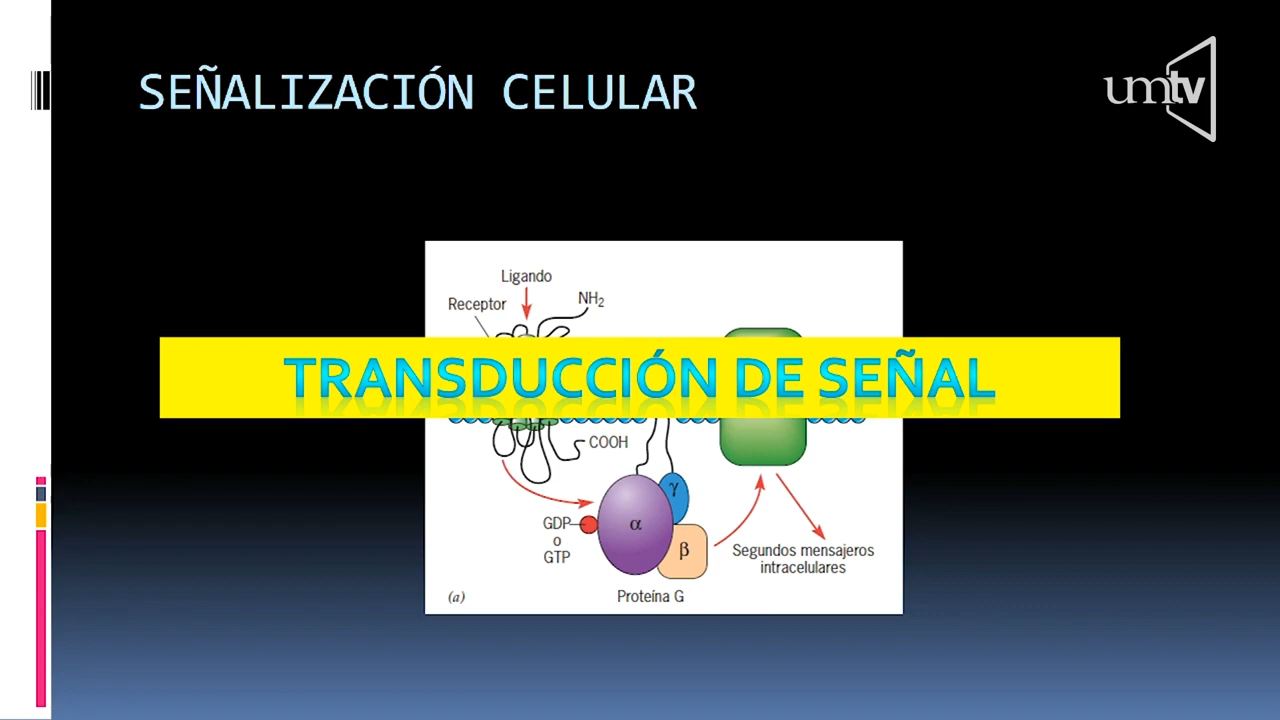 SEÑALIZACIÓN CELULAR
umtv
Ligando
Receptor
NH₂
TRANSDUCCIÓN DE SEÑAL
COOH
γ
α
β
GDP
o
GTP
Segundos mensajeros
intracelulares
(a)
Proteína G